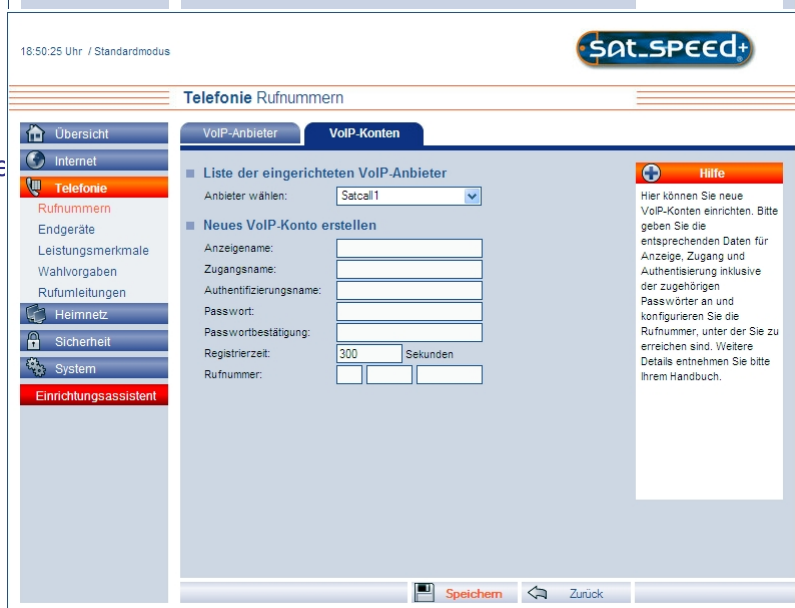 18:50:25 Uhr / Standardmodus
sat_speed+
Telefonie Rufnummern
Übersicht
Internet
Telefonie
Rufnummern
Endgeräte
Leistungsmerkmale
Wahlvorgaben
Rufumleitungen
Heimnetz
Sicherheit
System
Einrichtungsassistent
VoIP-Anbieter
VoIP-Konten
Liste der eingerichteten VoIP-Anbieter
Anbieter wählen: Satcall1
Neues VoIP-Konto erstellen
Anzeigename:
Zugangsname:
Authentifizierungsname:
Passwort:
Passwortbestätigung:
Registrierzeit: 300 Sekunden
Rufnummer:
Hilfe
Hier können Sie neue
VoIP-Konten einrichten. Bitte
geben Sie die
entsprechenden Daten für
Anzeige, Zugang und
Authentisierung inklusive
der zugehörigen
Passwörter an und
konfigurieren Sie die
Rufnummer, unter der Sie zu
erreichen sind. Weitere
Details entnehmen Sie bitte
Ihrem Handbuch.
Speichern
Zurück